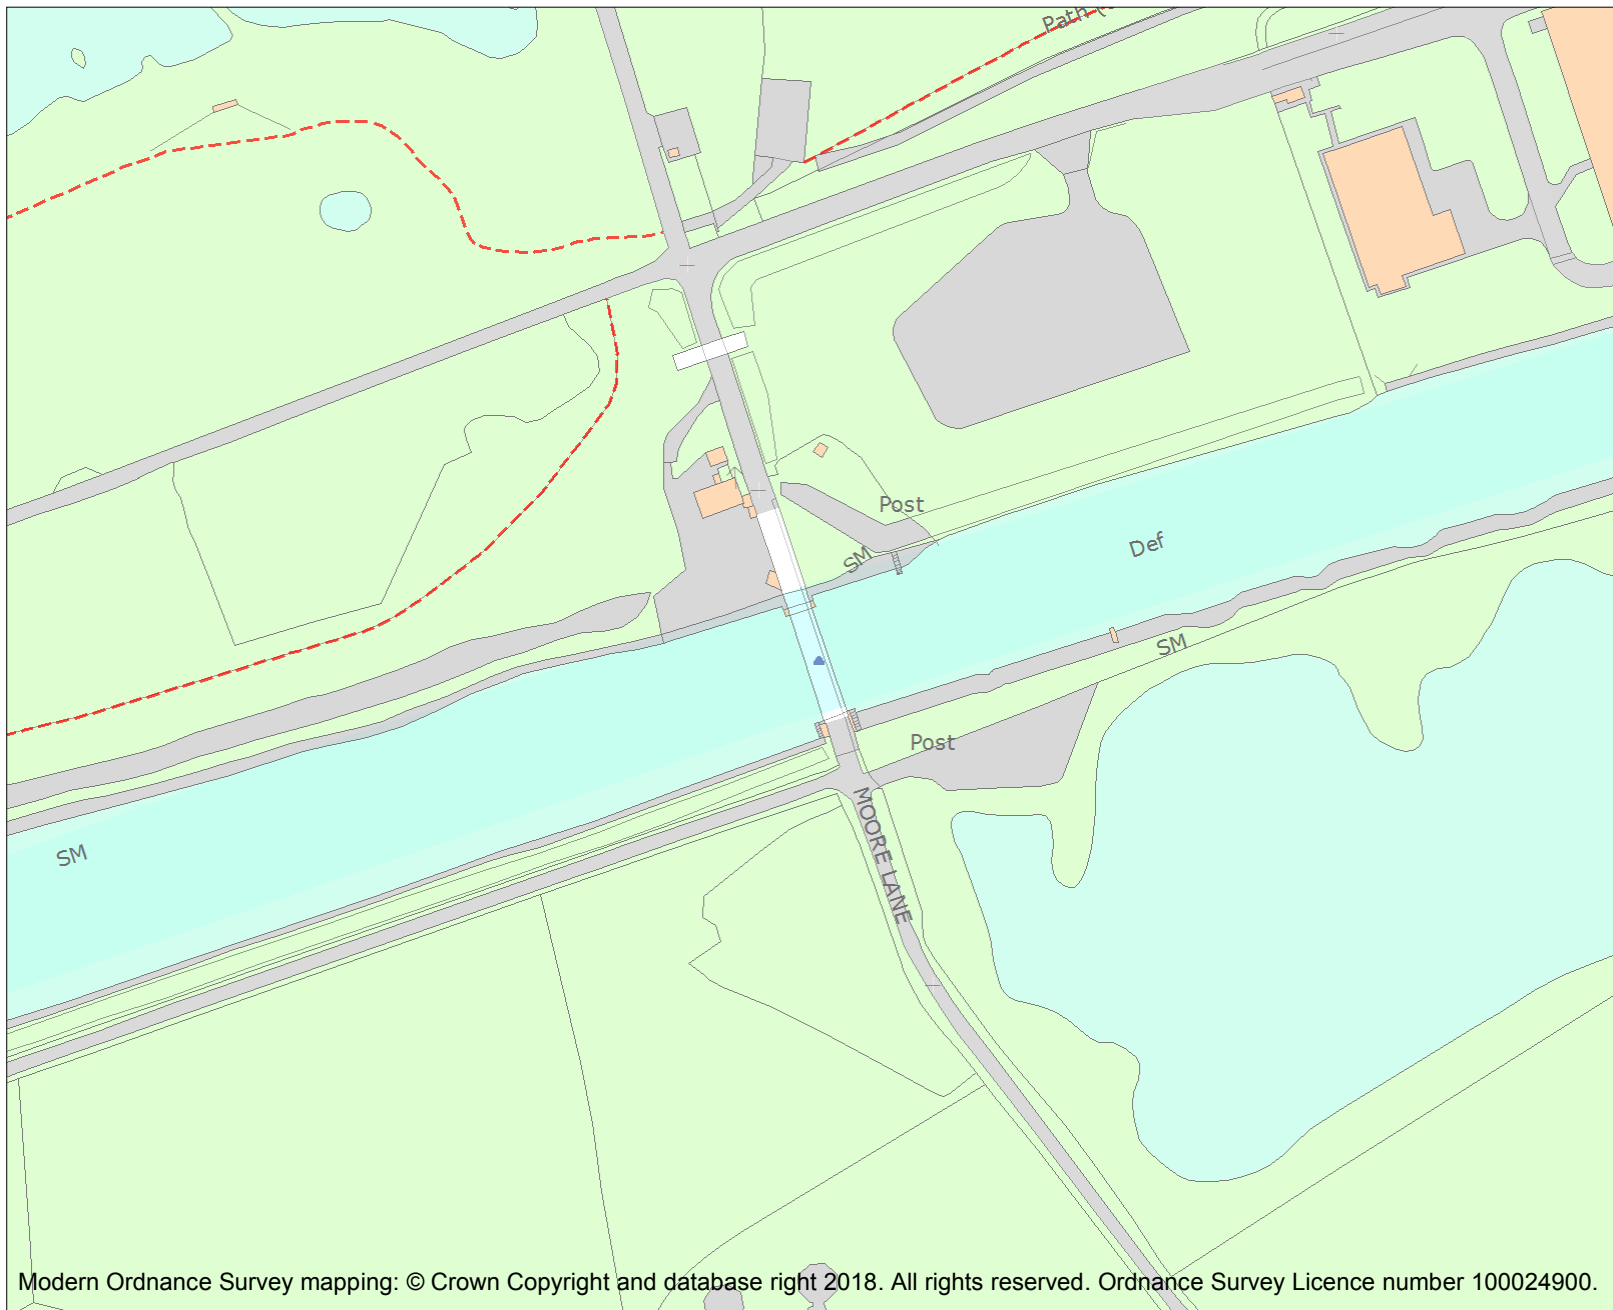 Path
Post
SM
Def
SM
Post
MOORE LANE
SM
Modern Ordnance Survey mapping: © Crown Copyright and database right 2018. All rights reserved. Ordnance Survey Licence number 100024900.